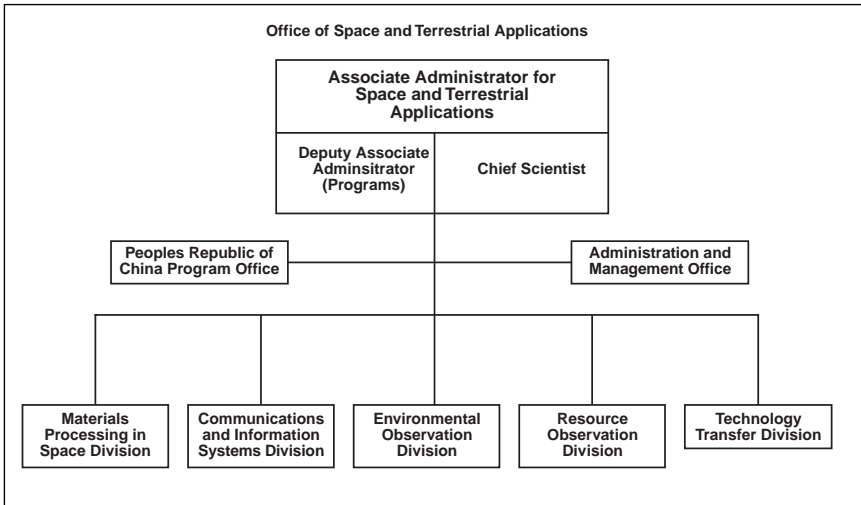 Office of Space and Terrestrial Applications
Associate Administrator for
Space and Terrestrial
Applications
Deputy Associate
Adminsitrator
(Programs)
Chief Scientist
Peoples Republic of
China Program Office
Administration and
Management Office
Materials
Processing in
Space Division
Communications
and Information
Systems Division
Environmental
Observation
Division
Resource
Observation
Division
Technology
Transfer Division